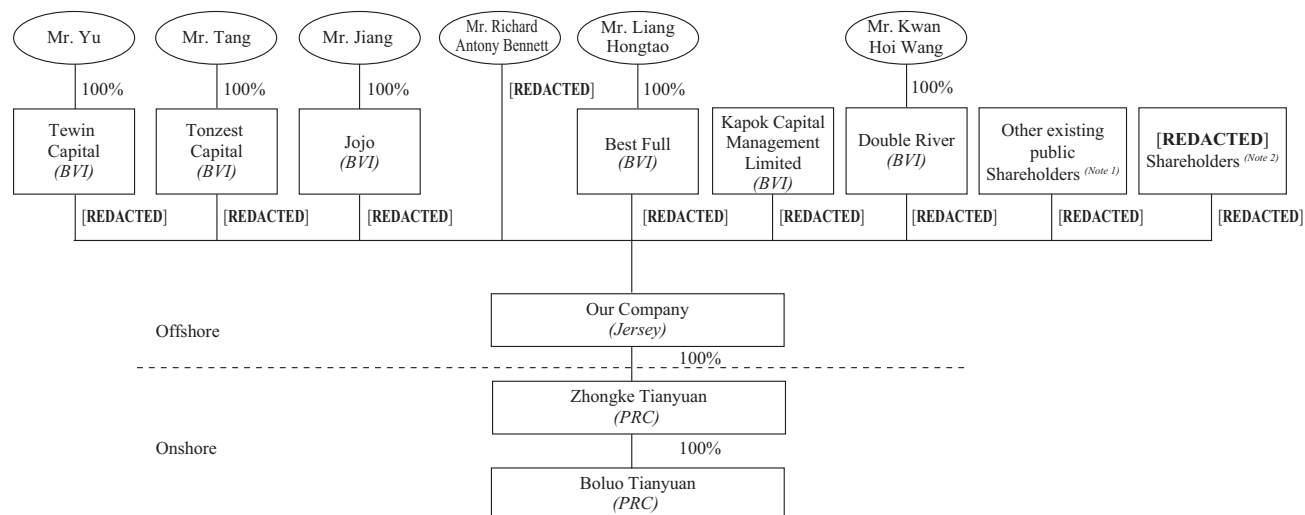 Mr. Yu
Mr. Tang
Mr. Jiang
Mr. Richard
Antony Bennett
Mr. Liang
Hongtao
Mr. Kwan
Hoi Wang
100%
100%
100%
[REDACTED]
100%
100%
Tewin
Capital
(BVI)
Tonzest
Capital
(BVI)
Jojo
(BVI)
Best Full
(BVI)
Kapok Capital
Management
Limited
(BVI)
Double River
(BVI)
Other existing
public
Shareholders (Note 1)
[REDACTED]
Shareholders (Note 2)
[REDACTED]
[REDACTED]
[REDACTED]
[REDACTED]
[REDACTED]
[REDACTED]
[REDACTED]
[REDACTED]
Our Company
(Jersey)
Offshore
100%
Zhongke Tianyuan
(PRC)
Onshore
100%
Boluo Tianyuan
(PRC)